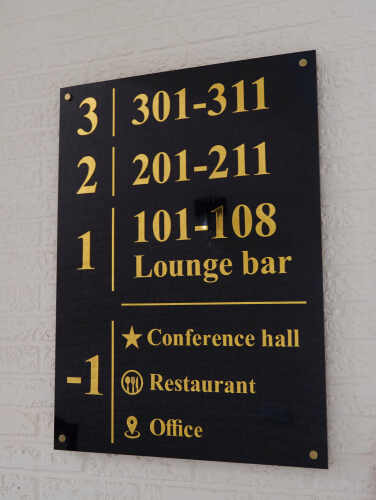 3 301-311
2 201-211
1 101-108
Lounge bar
-1 Conference hall
Restaurant
Office